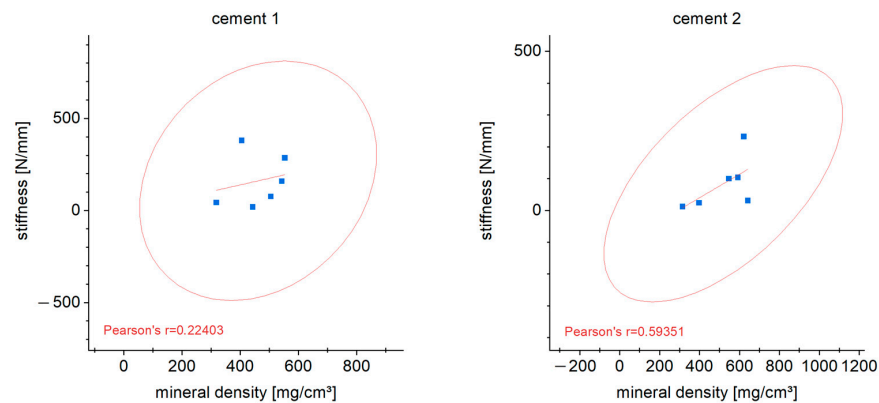 cement 1
stiffness [N/mm]
500
0
−500
Pearson's r=0.22403
0 200 400 600 800
mineral density [mg/cm³]
cement 2
stiffness [N/mm]
500
0
Pearson's r=0.59351
−200 0 200 400 600 800 1000 1200
mineral density [mg/cm³]